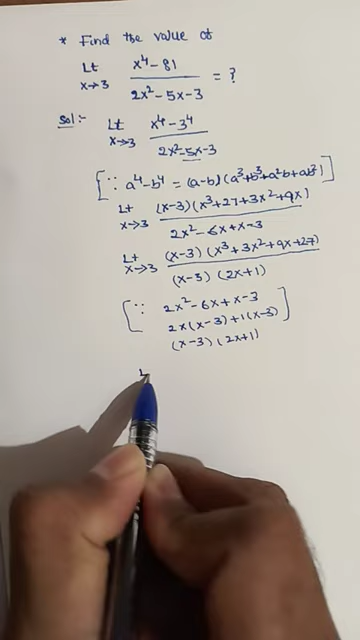 * Find the value of
Lt x→3 x⁴-81 / 2x²-5x-3 = ?
Sol:- Lt x→3 x⁴-3⁴ / 2x²-5x-3
[∵ a⁴-b⁴ = (a-b)(a³+b³+a²b+ab²)]
Lt x→3 (x-3)(x³+27+3x²+9x) / 2x²-6x+x-3
Lt x→3 (x-3)(x³+3x²+9x+27) / (x-3)(2x+1)
[∵ 2x²-6x+x-3
2x(x-3)+1(x-3)]
(x-3)(2x+1)